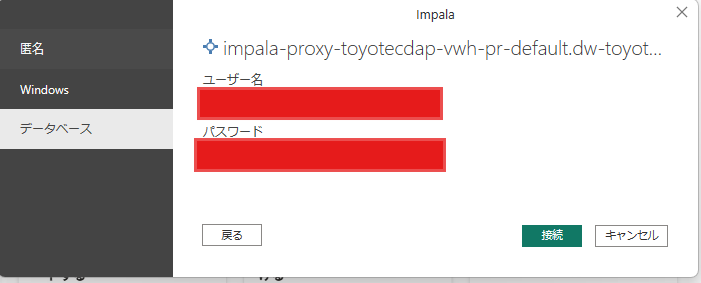 Impala
匿名
Windows
データベース
impala-proxy-toyotecdap-vwh-pr-default.dw-toyot...
ユーザー名
パスワード
戻る
接続
キャンセル